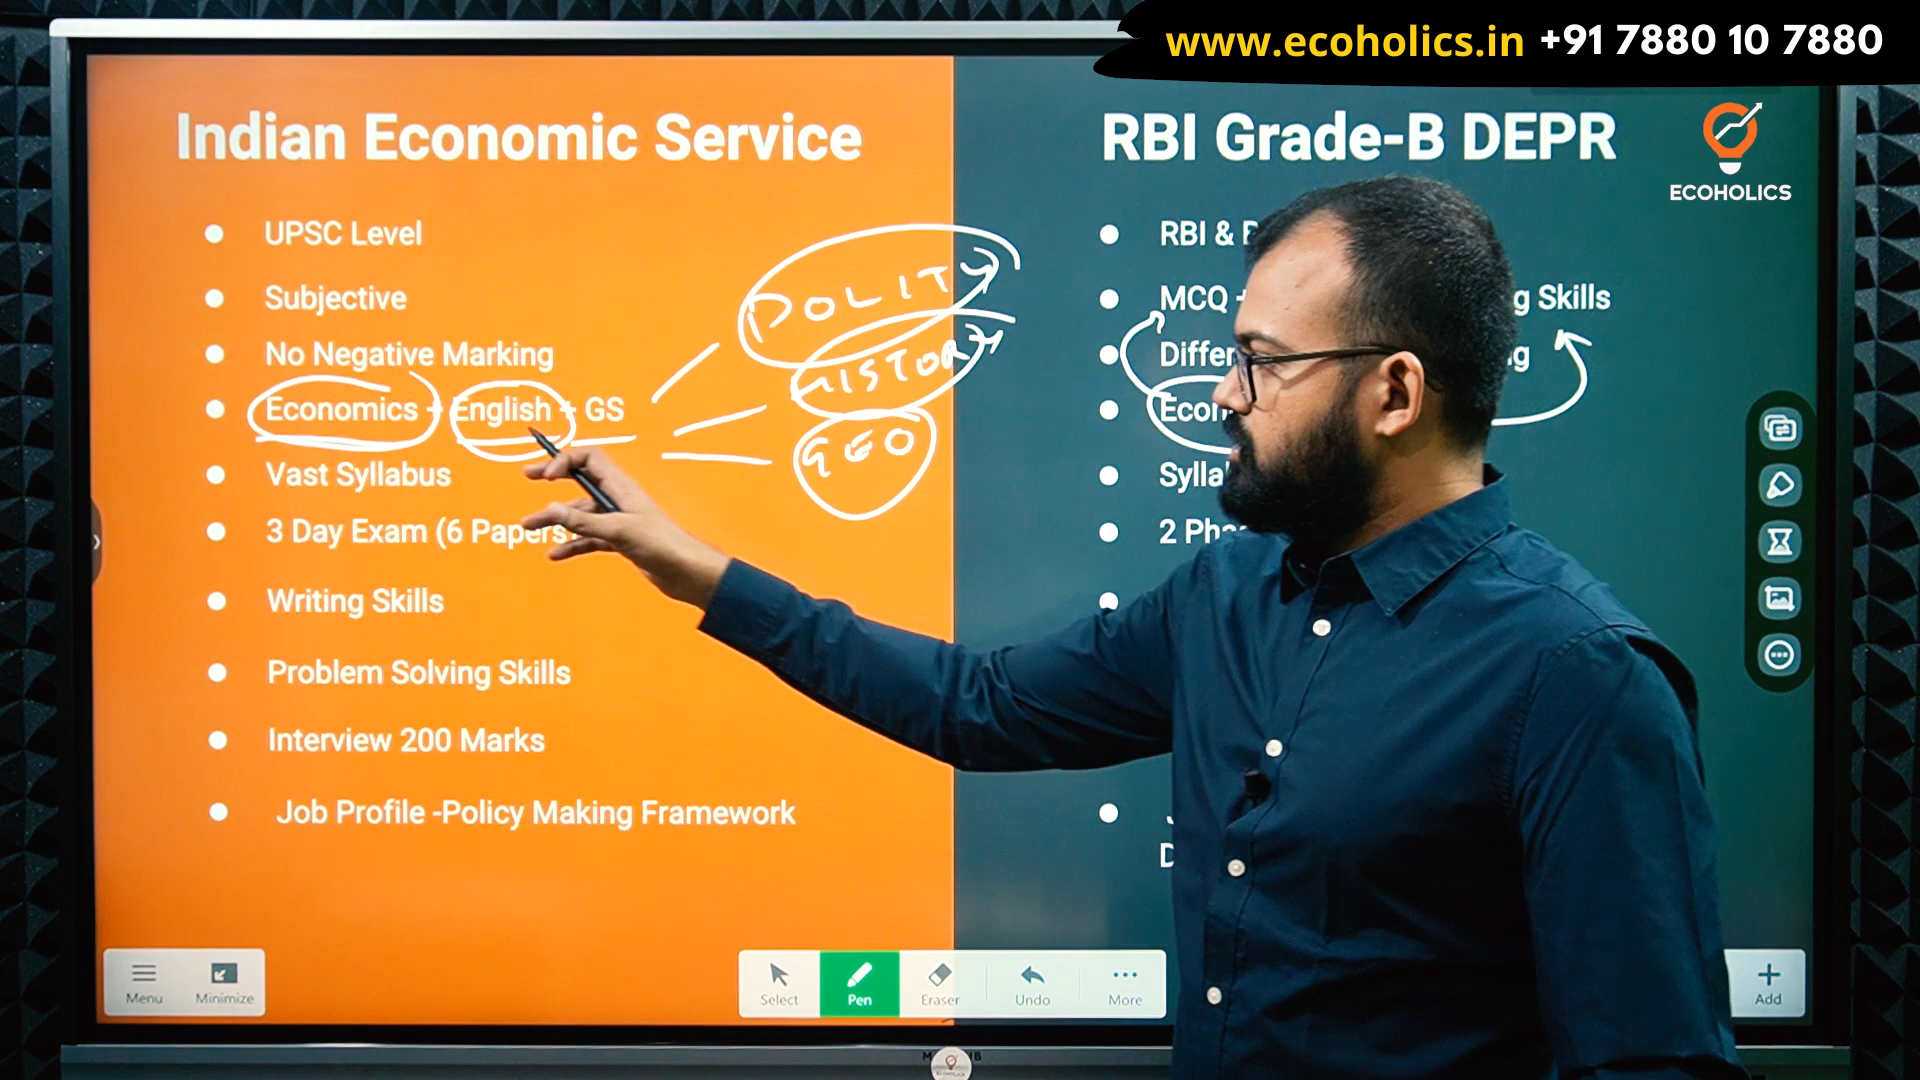 www.ecoholics.in +91 7880 10 7880
ECOHOLICS
Indian Economic Service
UPSC Level
Subjective
No Negative Marking
Economics + English + GS
Vast Syllabus
3 Day Exam (6 Papers
Writing Skills
Problem Solving Skills
Interview 200 Marks
Job Profile -Policy Making Framework
POLITY
HISTORY
GEO
RBI Grade-B DEPR
RBI &
MCQ
Skills
2
Menu
Minimize
Select
Pen
Eraser
Undo
More
Add